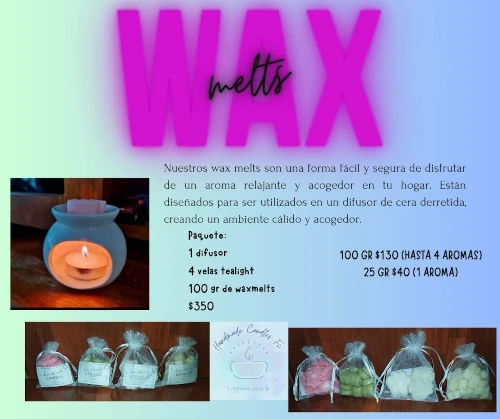 WAX
melts
Nuestros wax melts son una forma fácil y segura de disfrutar
de un aroma relajante y acogedor en tu hogar. Están
diseñados para ser utilizados en un difusor de cera derretida,
creando un ambiente cálido y acogedor.
Paquete:
1 difusor
4 velas tealight
100 gr de waxmelts
$350
100 GR $130 (HASTA 4 AROMAS)
25 GR $40 (1 AROMA)
Handmade Candles